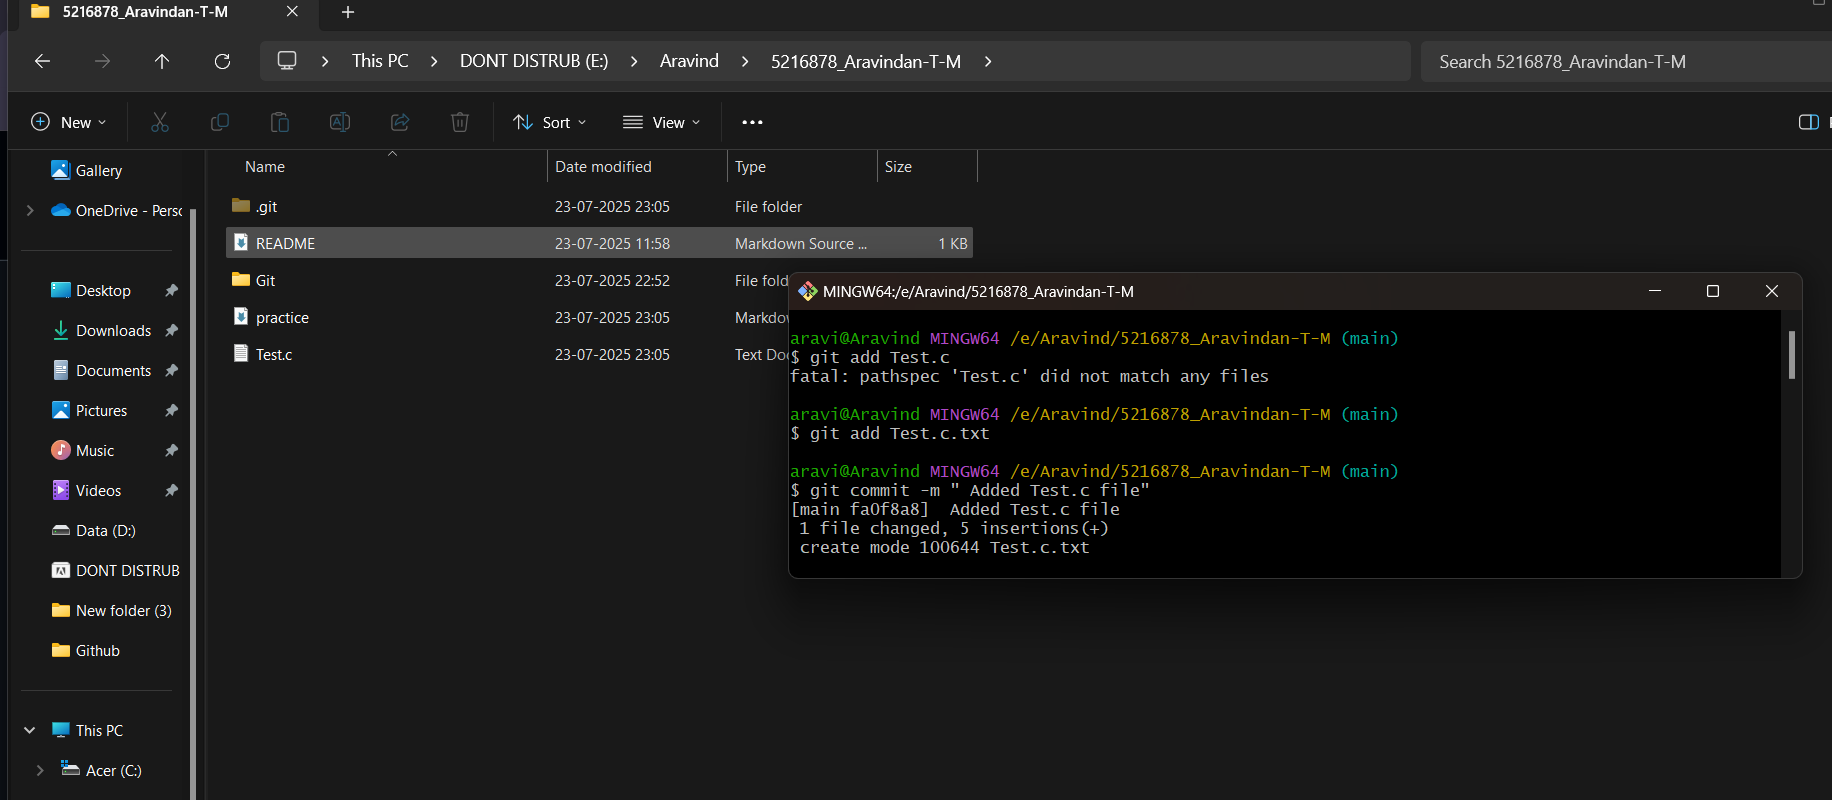 5216878_Aravindan-T-M
This PC > DONT DISTRUB (E:) > Aravind > 5216878_Aravindan-T-M >
Search 5216878_Aravindan-T-M
New
Sort
View
Gallery
OneDrive - Perso
Desktop
Downloads
Documents
Pictures
Music
Videos
Data (D:)
DONT DISTRUB
New folder (3)
Github
This PC
Acer (C:)
Name Date modified Type Size
.git 23-07-2025 23:05 File folder
README 23-07-2025 11:58 Markdown Source ... 1 KB
Git 23-07-2025 22:52 File fold
practice 23-07-2025 23:05 Markdov
Test.c 23-07-2025 23:05 Text Do
MINGW64:/e/Aravind/5216878_Aravindan-T-M
aravi@Aravind MINGW64 /e/Aravind/5216878_Aravindan-T-M (main)
$ git add Test.c
fatal: pathspec 'Test.c' did not match any files
aravi@Aravind MINGW64 /e/Aravind/5216878_Aravindan-T-M (main)
$ git add Test.c.txt
aravi@Aravind MINGW64 /e/Aravind/5216878_Aravindan-T-M (main)
$ git commit -m " Added Test.c file"
[main fa0f8a8]  Added Test.c file
 1 file changed, 5 insertions(+)
 create mode 100644 Test.c.txt